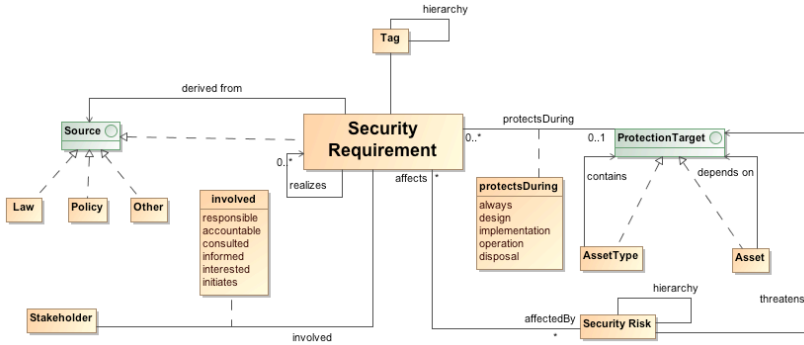 hierarchy
Tag
derived from
Source
Security
Requirement
protectsDuring
0..*
0..1
ProtectionTarget
0..*
realizes
affects
*
contains
depends on
Law
Policy
Other
involved
responsible
accountable
consulted
informed
interested
initiates
protectsDuring
always
design
implementation
operation
disposal
AssetType
Asset
hierarchy
threatens
Stakeholder
involved
affectedBy
*
Security Risk